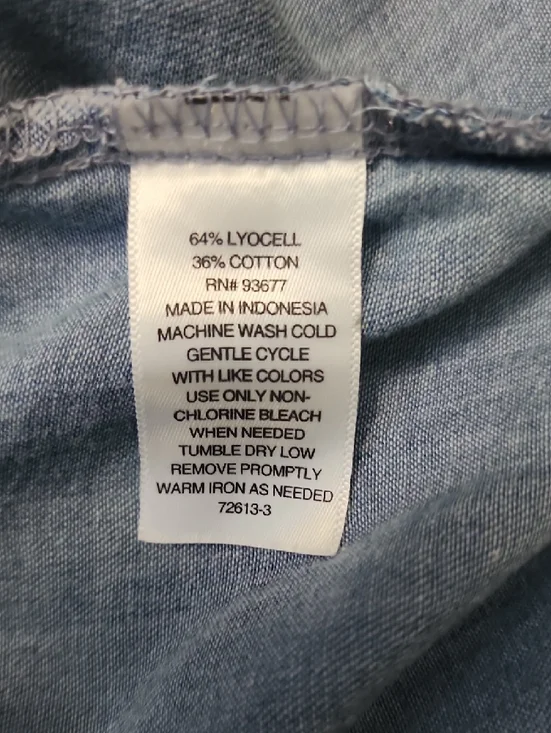 64% LYOCELL
36% COTTON
RN# 93677
MADE IN INDONESIA
MACHINE WASH COLD
GENTLE CYCLE
WITH LIKE COLORS
USE ONLY NON-
CHLORINE BLEACH
WHEN NEEDED
TUMBLE DRY LOW
REMOVE PROMPTLY
WARM IRON AS NEEDED
72613-3